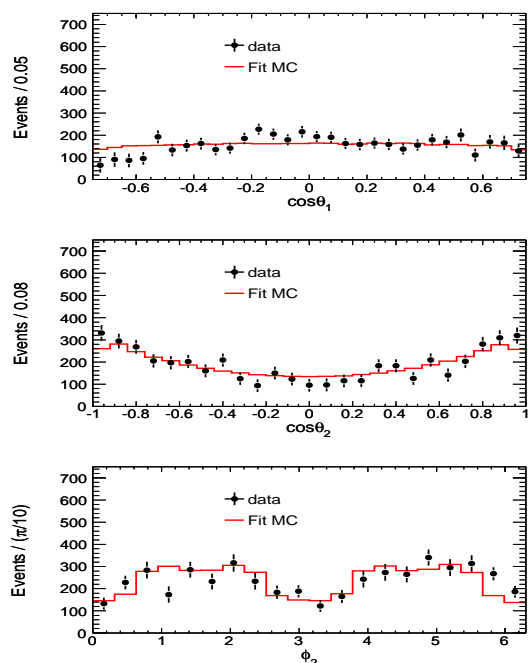 700
600
500
400
300
200
100
0
Events / 0.05
data
Fit MC
-0.6 -0.4 -0.2 0 0.2 0.4 0.6
cosθ1
700
600
500
400
300
200
100
0
Events / 0.08
data
Fit MC
-1 -0.8 -0.6 -0.4 -0.2 0 0.2 0.4 0.6 0.8 1
cosθ2
700
600
500
400
300
200
100
0
Events / (π/10)
data
Fit MC
0 1 2 3 4 5 6
ϕ2